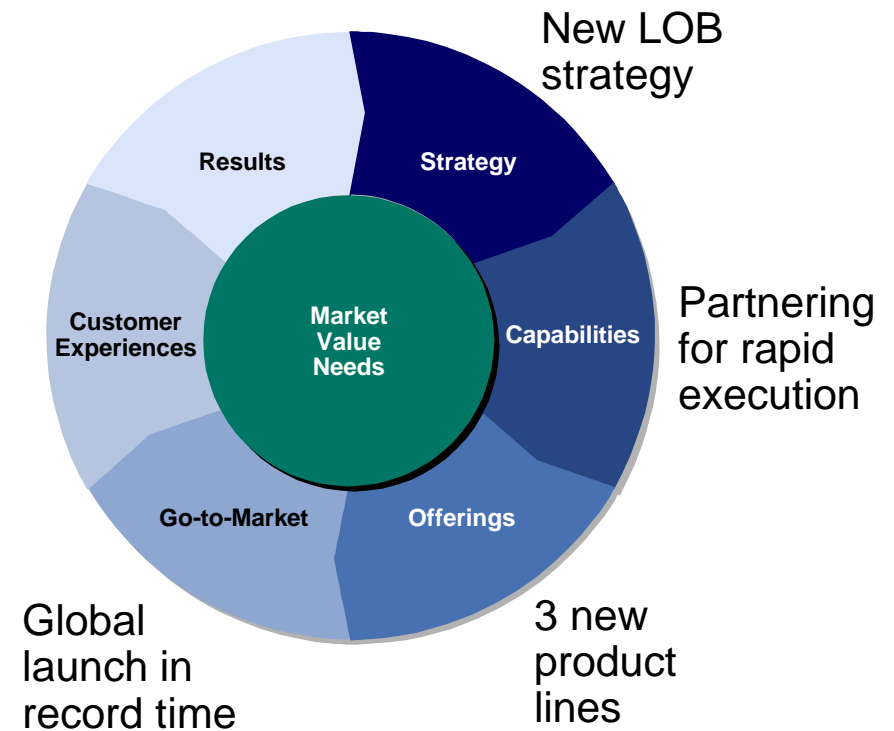 New LOB
strategy
Results
Strategy
Customer
Experiences
Market
Value
Needs
Capabilities
Partnering
for rapid
execution
Go-to-Market
Offerings
Global
launch in
record time
3 new
product
lines